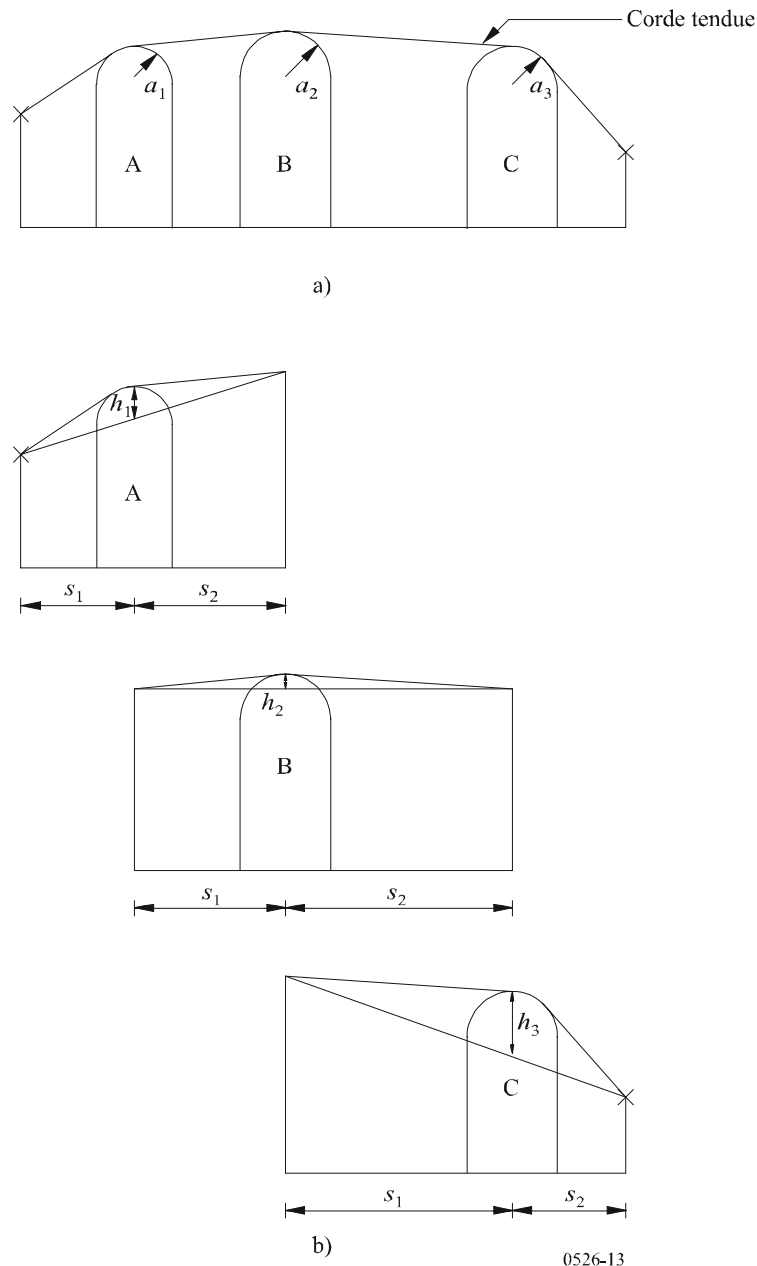 Corde tendue
a₁ a₂ a₃
A B C
a)
h₁
A
s₁ s₂
h₂
B
s₁ s₂
h₃
C
s₁ s₂
b)
0526-13